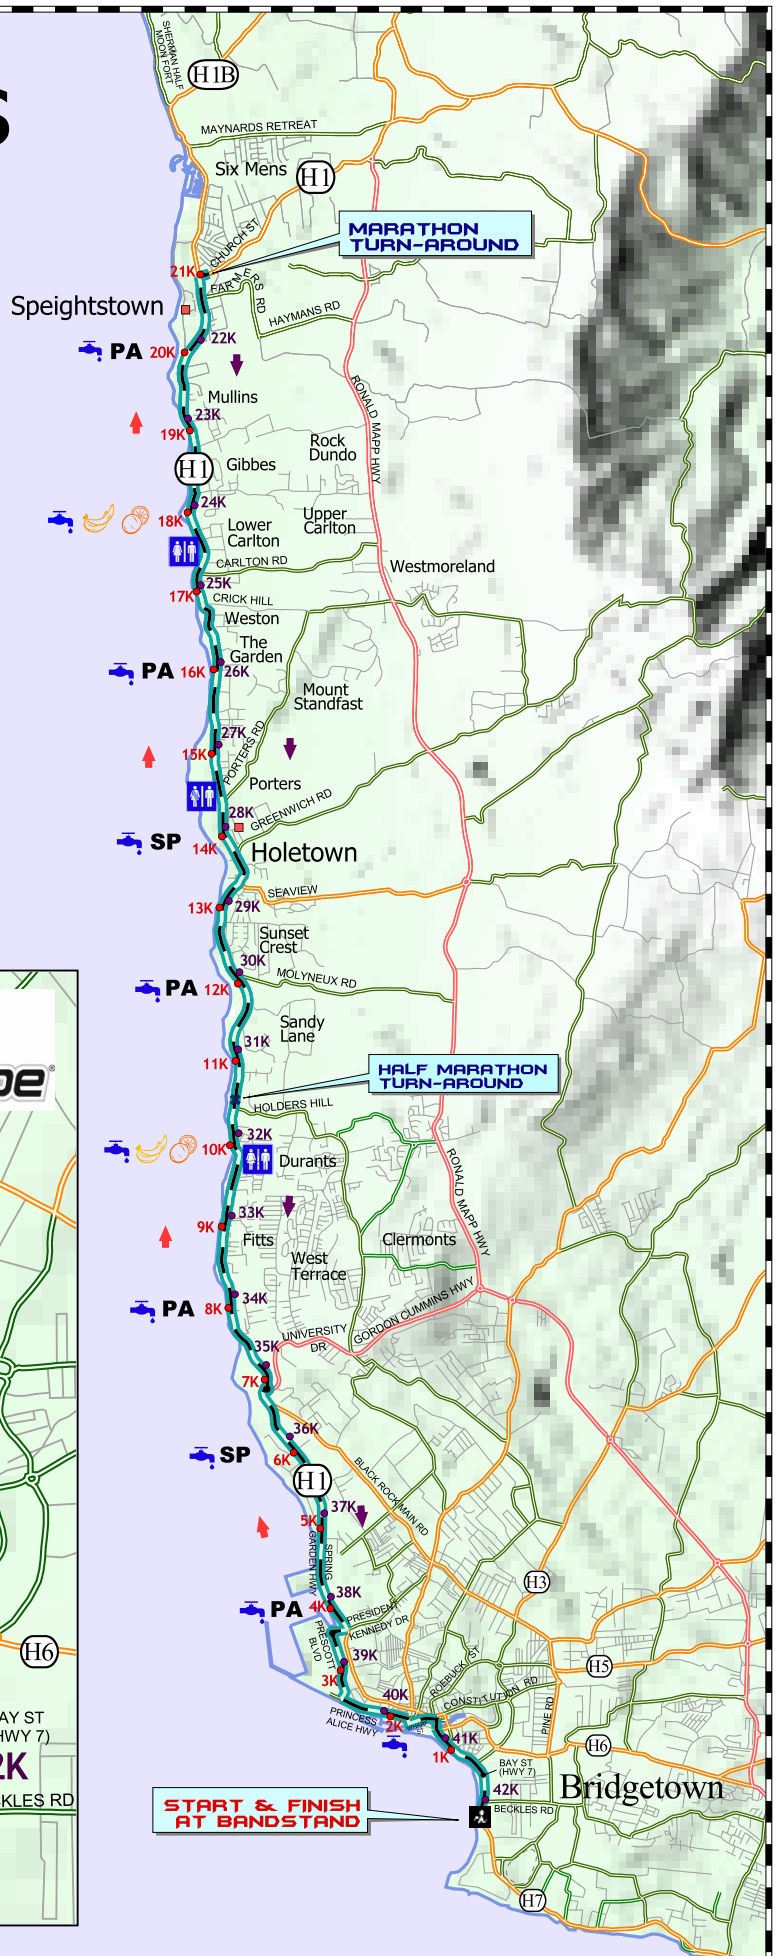 S
SHERMAN HALF
MOON FORT
H1B
MAYNARDS RETREAT
Six Mens
H1
CHURCH ST
MARATHON
TURN-AROUND
21K
FARMERS RD
Speightstown
HAYMANS RD
22K
PA
20K
RONALD MAPP HWY
Mullins
23K
19K
Rock
Dundo
H1
Gibbes
24K
18K
Upper
Carlton
Lower
Carlton
CARLTON RD
Westmoreland
25K
17K
CRICK HILL
Weston
The
Garden
PA
16K
26K
Mount
Standfast
27K
15K
PORTERS RD
Porters
GREENWICH RD
28K
SP
14K
Holetown
SEAVIEW
29K
13K
Sunset
Crest
30K
MOLYNEUX RD
PA
12K
Sandy
Lane
31K
11K
HALF MARATHON
TURN-AROUND
pe®
HOLDERS HILL
32K
10K
Durants
RONALD MAPP HWY
33K
9K
Fitts
Clermonts
West
Terrace
34K
PA
8K
GORDON CUMMINS HWY
UNIVERSITY
DR
35K
7K
36K
SP
6K
BLACK ROCK MAIN RD
H1
37K
5K
SPRING
GARDEN HWY
H3
38K
PA
4K
PRESIDENT
KENNEDY DR
PRESCOTT
BLVD
39K
3K
H6
ROEBUCK ST
H5
CONSTITUTION RD
40K
2K
PRINCESS
ALICE HWY
PINE RD
AY ST
HWY 7)
41K
1K
H6
BAY ST
(HWY 7)
2K
42K
Bridgetown
CKLES RD
BECKLES RD
START & FINISH
AT BANDSTAND
H7